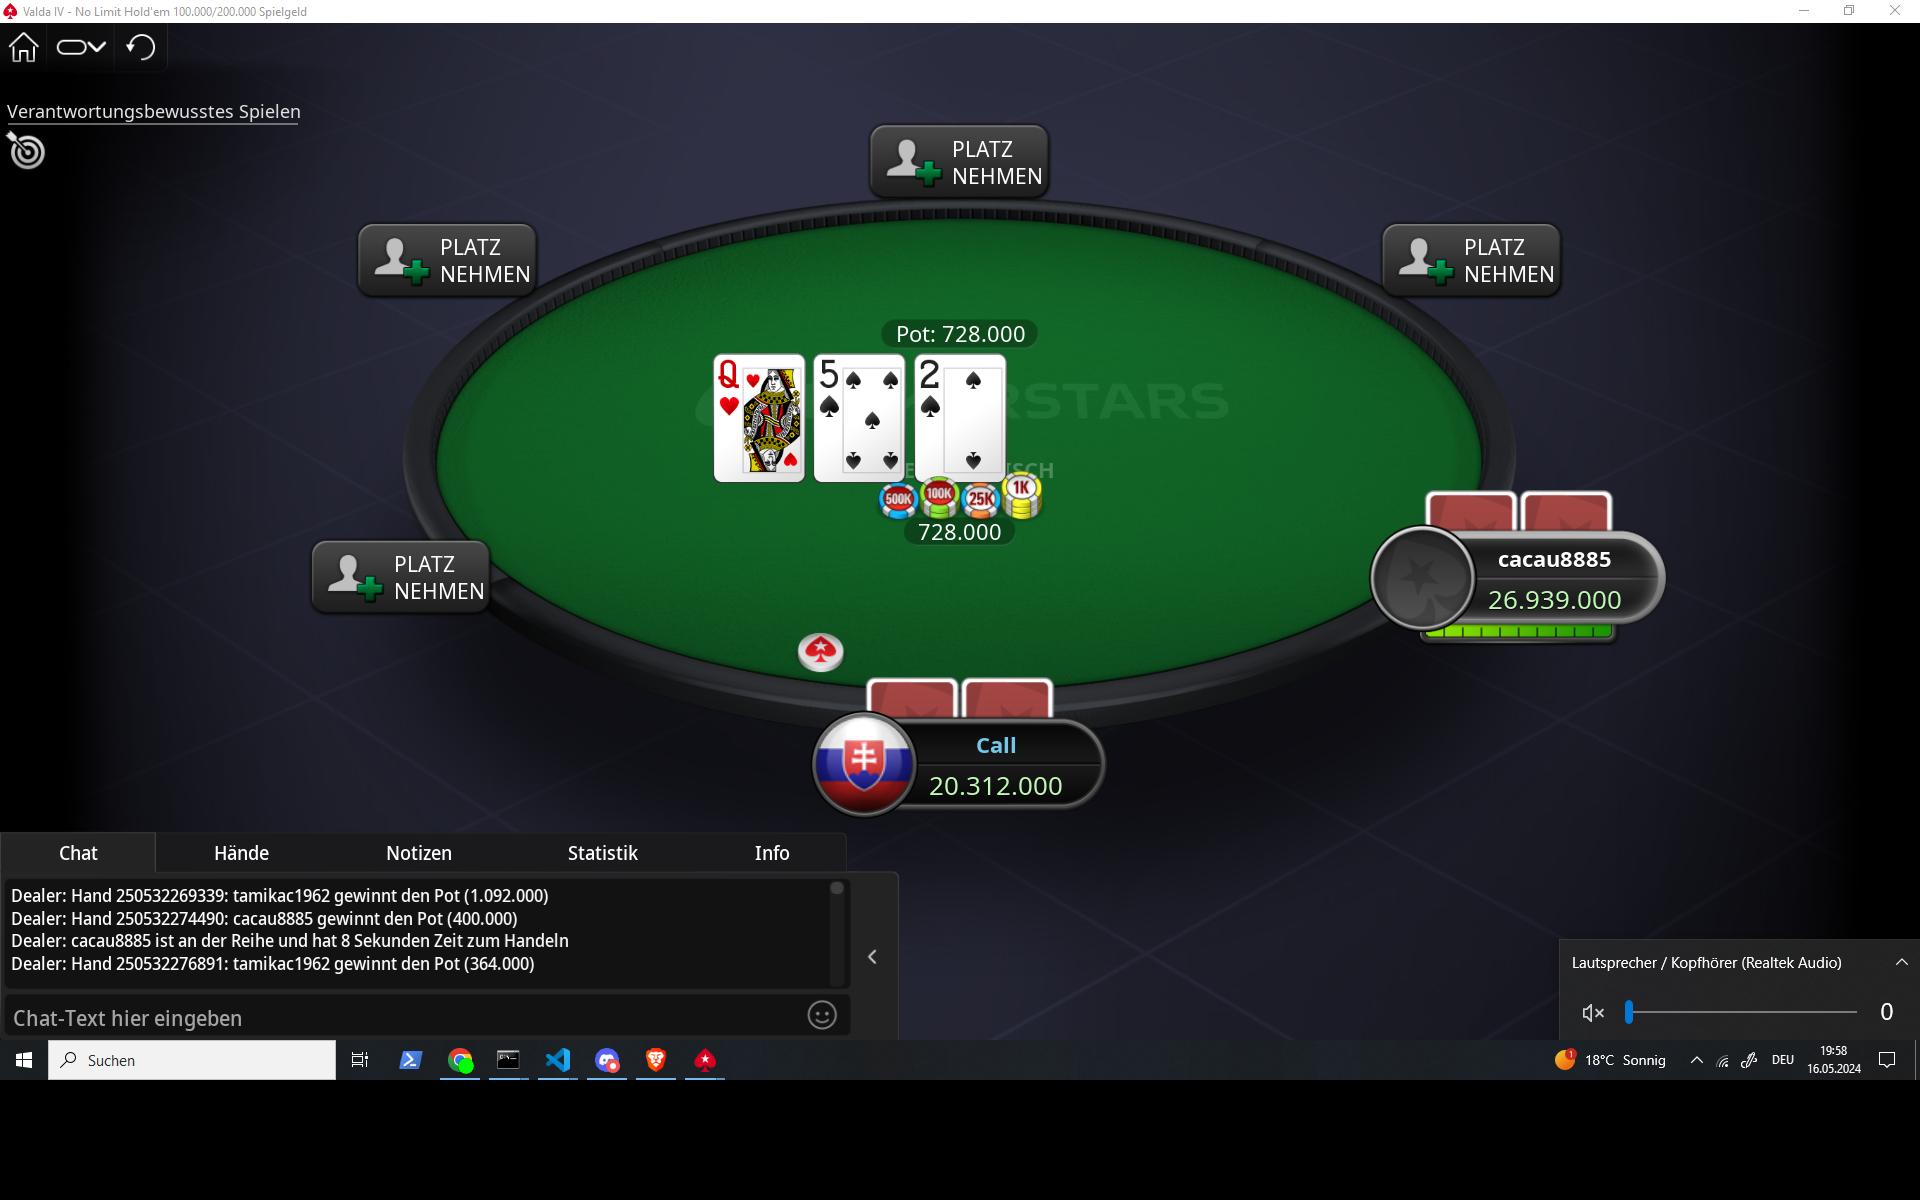 Valda IV - No Limit Hold'em 100.000/200.000 Spielgeld
Verantwortungsbewusstes Spielen
PLATZ
NEHMEN
PLATZ
NEHMEN
PLATZ
NEHMEN
Pot: 728.000
Q
5
2
STARS
500K
100K
25K
1K
728.000
PLATZ
NEHMEN
cacau8885
26.939.000
Call
20.312.000
Chat
Hände
Notizen
Statistik
Info
Dealer: Hand 250532269339: tamikac1962 gewinnt den Pot (1.092.000)
Dealer: Hand 250532274490: cacau8885 gewinnt den Pot (400.000)
Dealer: cacau8885 ist an der Reihe und hat 8 Sekunden Zeit zum Handeln
Dealer: Hand 250532276891: tamikac1962 gewinnt den Pot (364.000)
Chat-Text hier eingeben
Lautsprecher / Kopfhörer (Realtek Audio)
0
Suchen
1
18°C Sonnig
DEU
19:58
16.05.2024